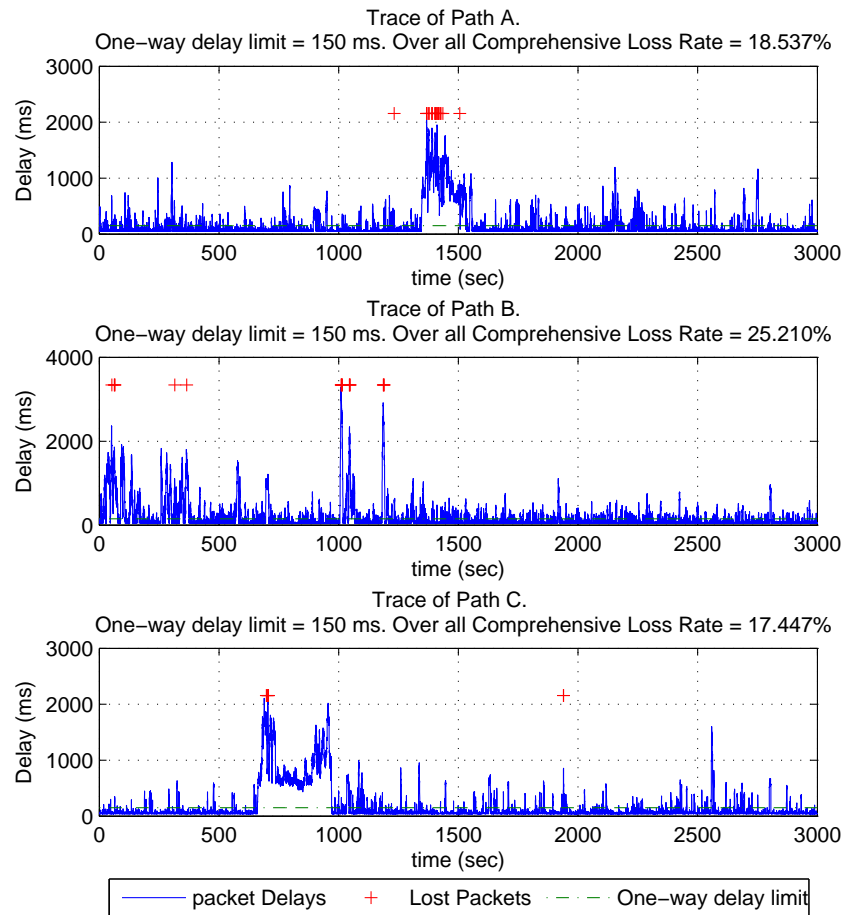 Trace of Path A.
One−way delay limit = 150 ms. Over all Comprehensive Loss Rate = 18.537%
3000
2000
1000
0
Delay (ms)
0 500 1000 1500 2000 2500 3000
time (sec)
Trace of Path B.
One−way delay limit = 150 ms. Over all Comprehensive Loss Rate = 25.210%
4000
2000
0
Delay (ms)
0 500 1000 1500 2000 2500 3000
time (sec)
Trace of Path C.
One−way delay limit = 150 ms. Over all Comprehensive Loss Rate = 17.447%
3000
2000
1000
0
Delay (ms)
0 500 1000 1500 2000 2500 3000
time (sec)
packet Delays Lost Packets One−way delay limit